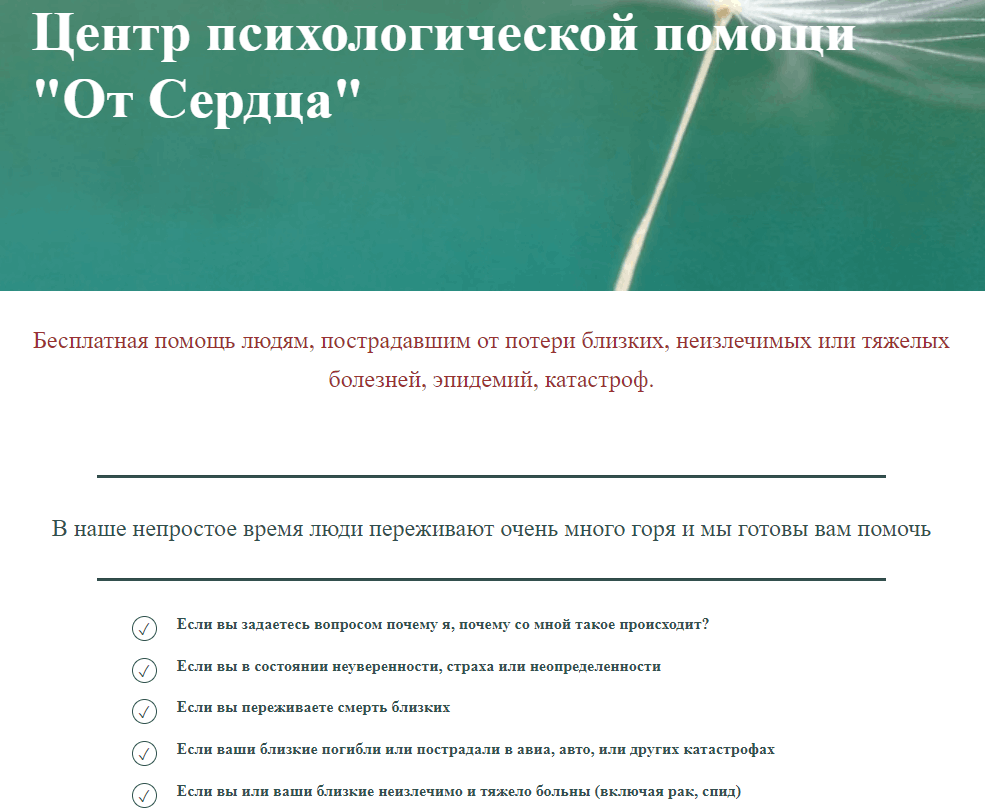 Центр психологической помощи
"От Сердца"
Бесплатная помощь людям, пострадавшим от потери близких, неизлечимых или тяжелых
болезней, эпидемий, катастроф.
В наше непростое время люди переживают очень много горя и мы готовы вам помочь
Если вы задаетесь вопросом почему я, почему со мной такое происходит?
Если вы в состоянии неуверенности, страха или неопределенности
Если вы переживаете смерть близких
Если ваши близкие погибли или пострадали в авиа, авто, или других катастрофах
Если вы или ваши близкие неизлечимо и тяжело больны (включая рак, спид)